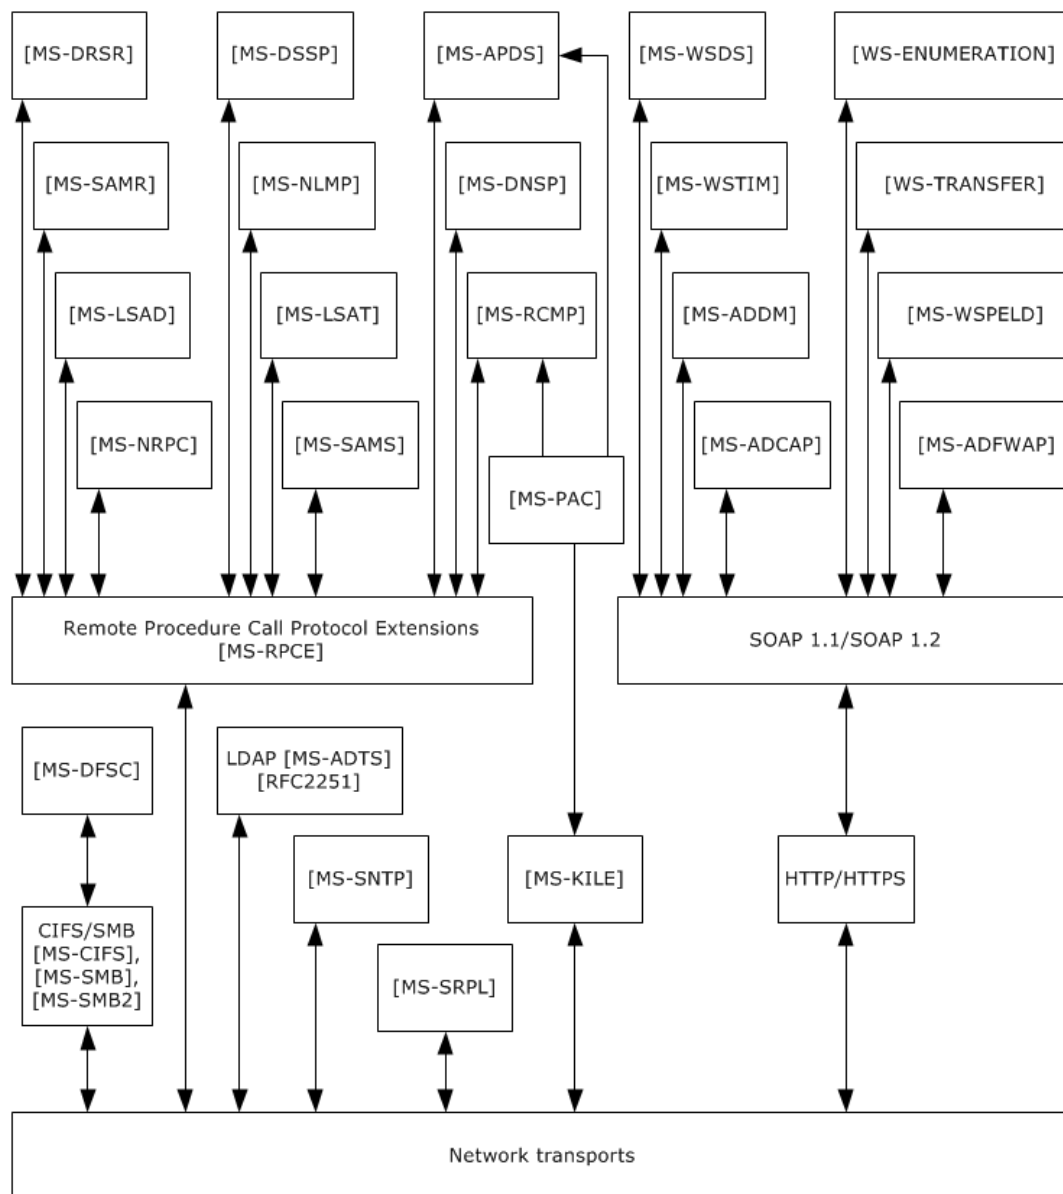 [MS-DRSR]
[MS-DSSP]
[MS-APDS]
[MS-WSDS]
[WS-ENUMERATION]
[MS-SAMR]
[MS-NLMP]
[MS-DNSP]
[MS-WSTIM]
[WS-TRANSFER]
[MS-LSAD]
[MS-LSAT]
[MS-RCMP]
[MS-ADDM]
[MS-WSPELD]
[MS-NRPC]
[MS-SAMS]
[MS-ADCAP]
[MS-ADFWAP]
[MS-PAC]
Remote Procedure Call Protocol Extensions
[MS-RPCE]
SOAP 1.1/SOAP 1.2
[MS-DFSC]
LDAP [MS-ADTS]
[RFC2251]
[MS-SNTP]
[MS-KILE]
HTTP/HTTPS
CIFS/SMB
[MS-CIFS],
[MS-SMB],
[MS-SMB2]
[MS-SRPL]
Network transports